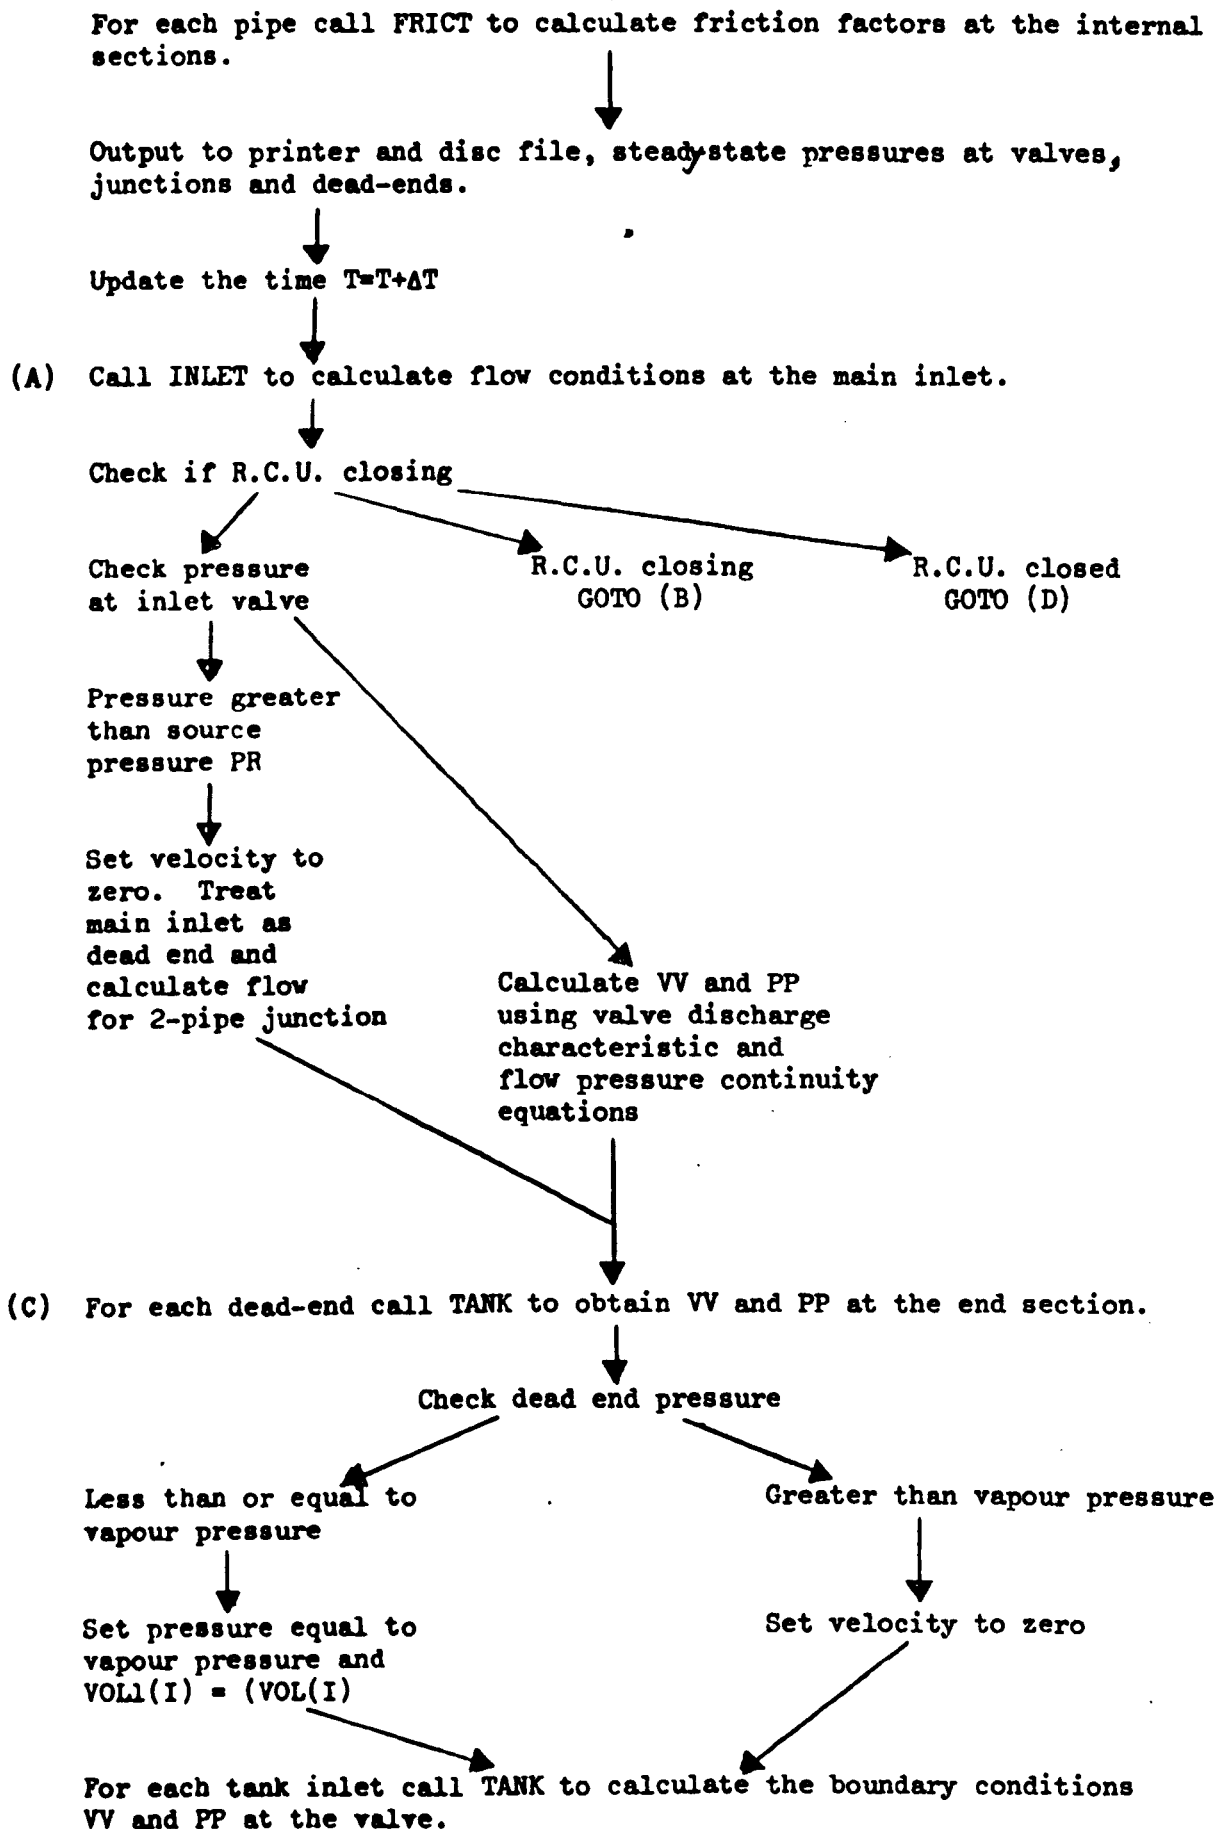 For each pipe call FRICT to calculate friction factors at the internal
sections.
Output to printer and disc file, steady state pressures at valves,
junctions and dead-ends.
Update the time T=T+ΔT
(A) Call INLET to calculate flow conditions at the main inlet.
Check if R.C.U. closing
Check pressure
at inlet valve
R.C.U. closing
GOTO (B)
R.C.U. closed
GOTO (D)
Pressure greater
than source
pressure PR
Set velocity to
zero. Treat
main inlet as
dead end and
calculate flow
for 2-pipe junction
Calculate VV and PP
using valve discharge
characteristic and
flow pressure continuity
equations
(C) For each dead-end call TANK to obtain VV and PP at the end section.
Check dead end pressure
Less than or equal to
vapour pressure
Greater than vapour pressure
Set pressure equal to
vapour pressure and
VOL1(I) = (VOL(I)
Set velocity to zero
For each tank inlet call TANK to calculate the boundary conditions
VV and PP at the valve.